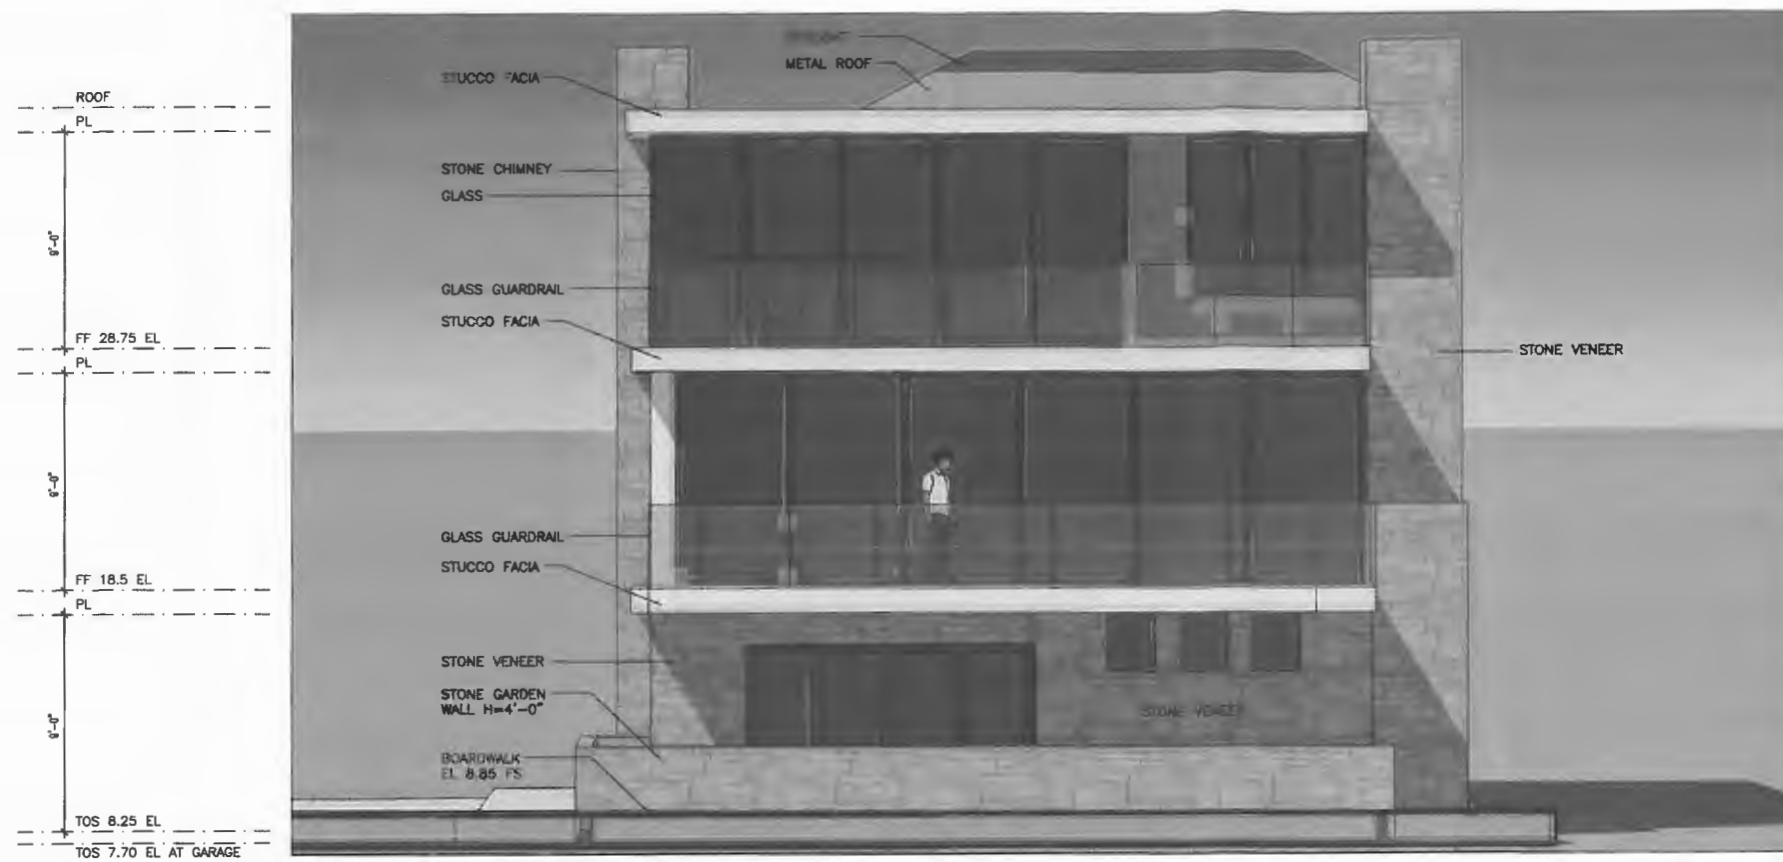 ROOF
PL
9'-0"
FF 28.75 EL
PL
9'-0"
FF 18.5 EL
PL
9'-0"
TOS 8.25 EL
TOS 7.70 EL AT GARAGE
METAL ROOF
STUCCO FACIA
STONE CHIMNEY
GLASS
GLASS GUARDRAIL
STUCCO FACIA
GLASS GUARDRAIL
STUCCO FACIA
STONE VENEER
STONE GARDEN
WALL H=4'-0"
BOARDWALK
EL 8.85 FS
STONE VENEER
STONE VENEER